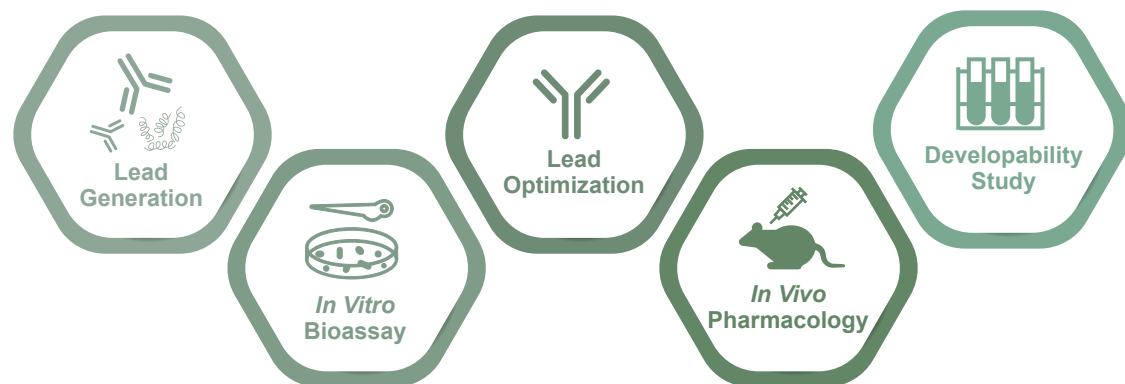 Lead
Generation
In Vitro
Bioassay
Lead
Optimization
In Vivo
Pharmacology
Developability
Study